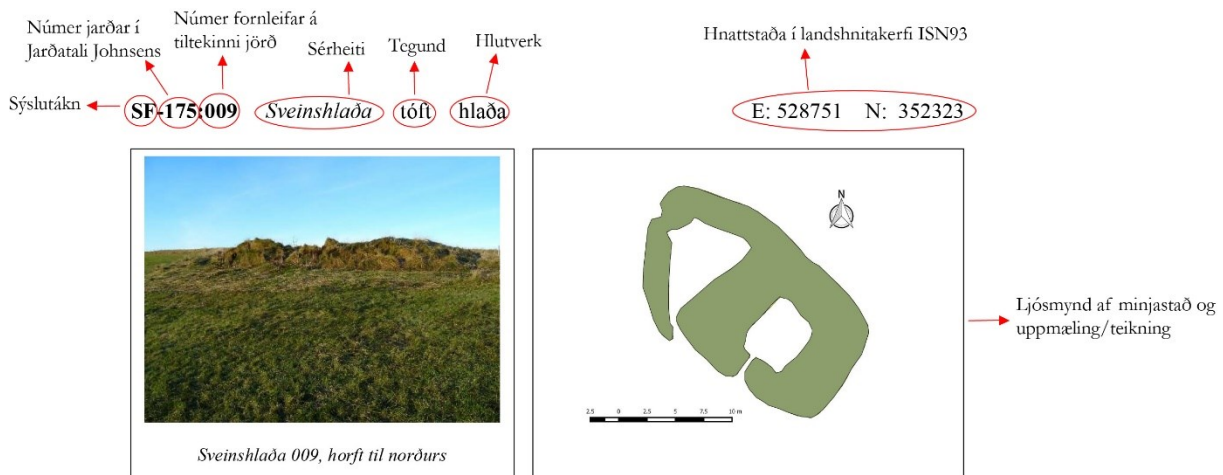 Númer jarðar í
Jarðatali Johnsens
Númer fornleifar á
tiltekinni jörð
Sérheiti
Tegund
Hlutverk
Hnattstaða í landshnitakerfi ISN93
Sýslutákn
SF-175:009 Sveinshlaða tóft hlaða E: 528751 N: 352323
N
Ljósmynd af minjastað og
uppmæling/teikning
2,5 0 2,5 5 7,5 10 m
Sveinshlaða 009, horft til norðurs